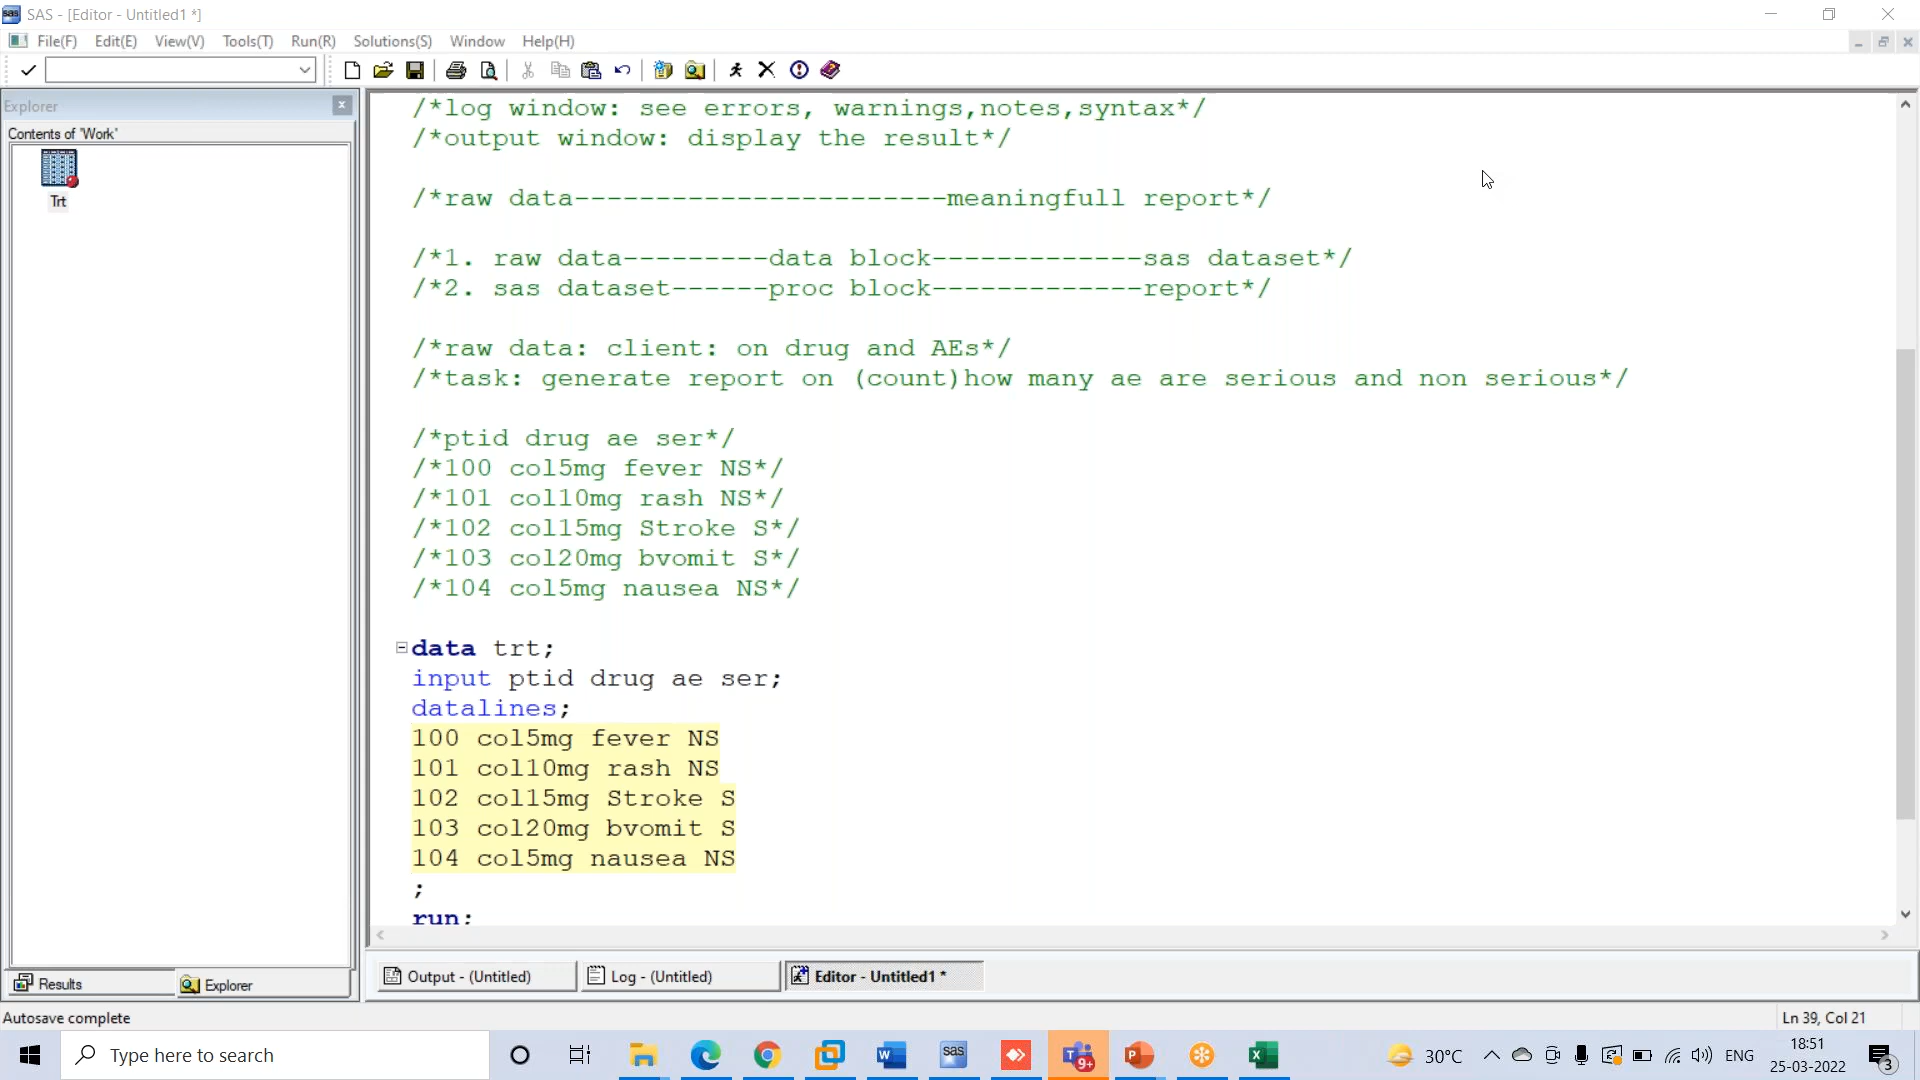 SAS - [Editor - Untitled1 *]
File(F) Edit(E) View(V) Tools(T) Run(R) Solutions(S) Window Help(H)
Explorer
Contents of 'Work'
Trt
/*log window: see errors, warnings,notes,syntax*/
/*output window: display the result*/
/*raw data-----------------------meaningfull report*/
/*1. raw data---------data block-------------sas dataset*/
/*2. sas dataset------proc block-------------report*/
/*raw data: client: on drug and AEs*/
/*task: generate report on (count)how many ae are serious and non serious*/
/*ptid drug ae ser*/
/*100 col5mg fever NS*/
/*101 col10mg rash NS*/
/*102 col15mg Stroke S*/
/*103 col20mg bvomit S*/
/*104 col5mg nausea NS*/
data trt;
input ptid drug ae ser;
datalines;
100 col5mg fever NS
101 col10mg rash NS
102 col15mg Stroke S
103 col20mg bvomit S
104 col5mg nausea NS
;
run;
Results Explorer
Output - (Untitled) Log - (Untitled) Editor - Untitled1 *
Autosave complete
Ln 39, Col 21
Type here to search
30°C
ENG
18:51
25-03-2022
3